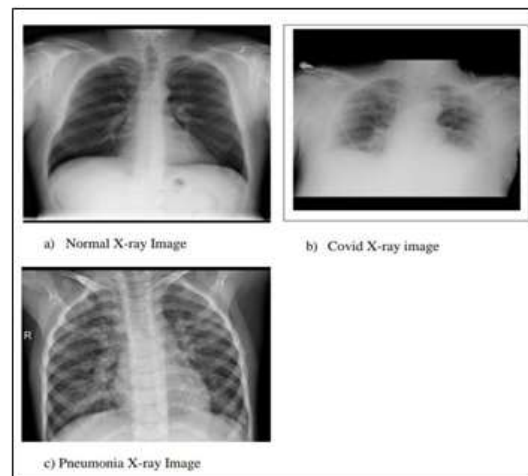 a) Normal X-ray Image
b) Covid X-ray image
R
c) Pneumonia X-ray Image